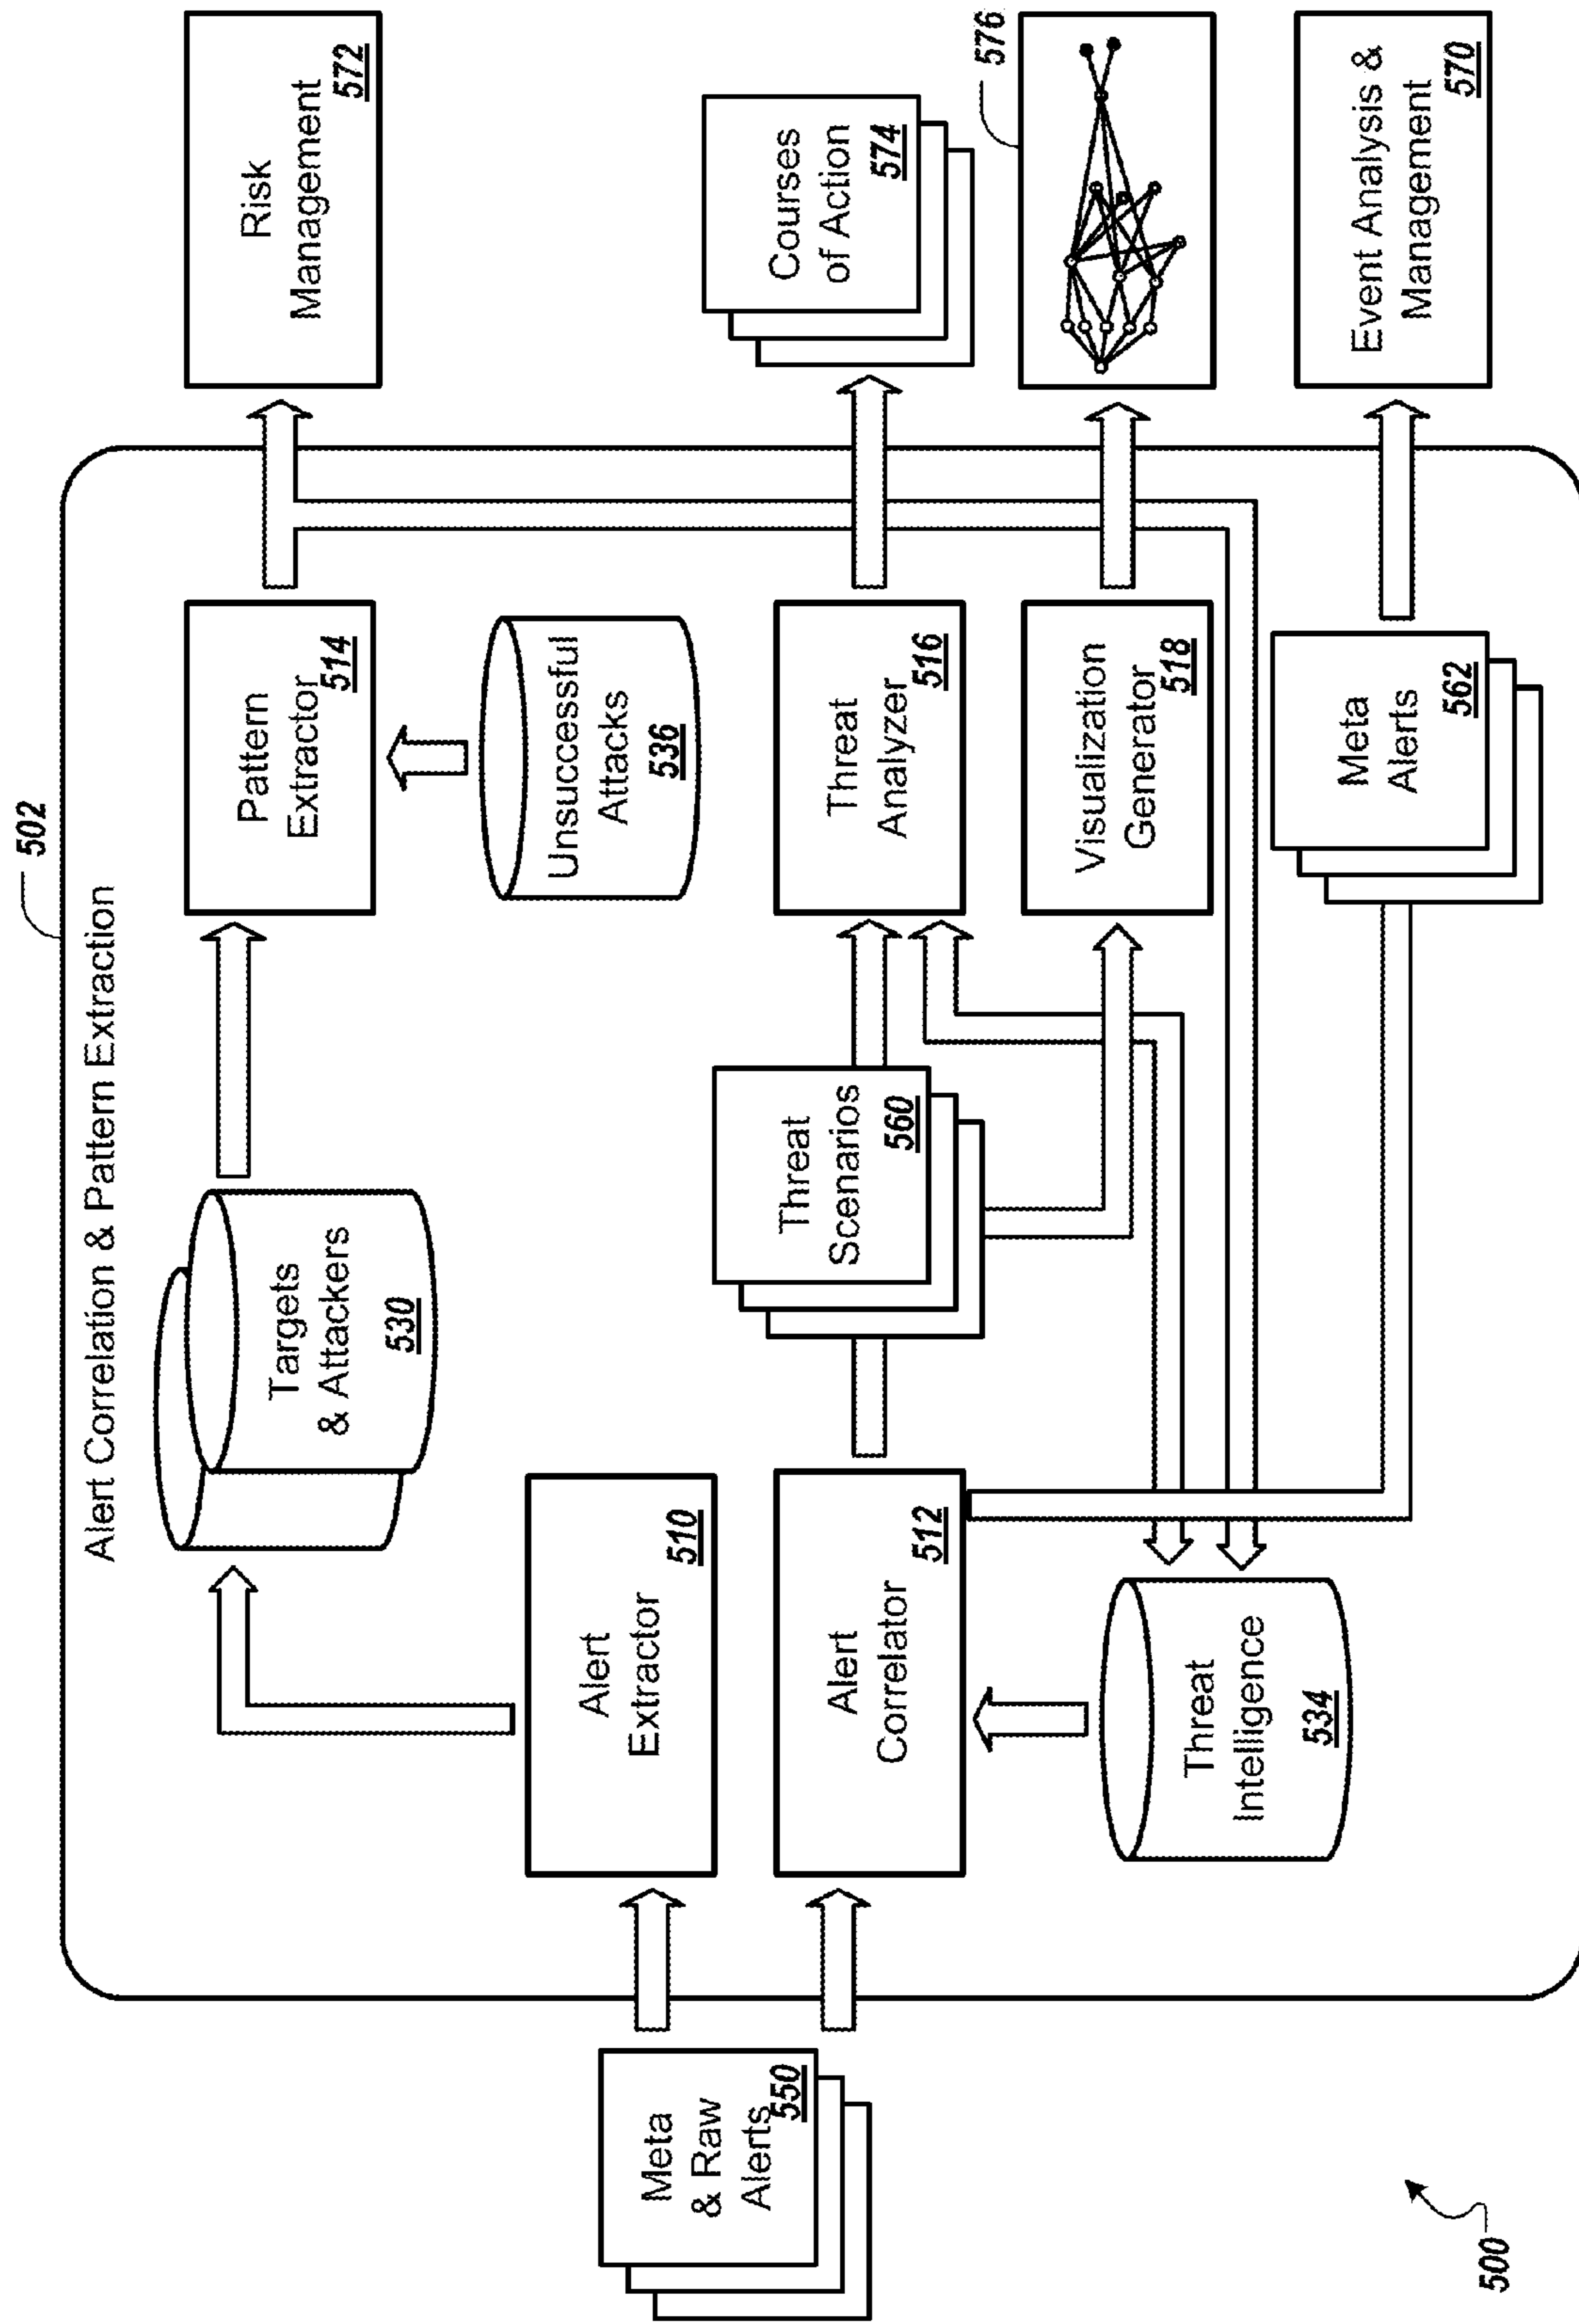 502
Alert Correlation & Pattern Extraction
Targets
& Attackers
530
Pattern
Extractor
514
Risk
Management
572
Unsuccessful
Attacks
536
Meta
& Raw
Alerts
550
Alert
Extractor
510
Alert
Correlator
512
Threat
Scenarios
560
Threat
Analyzer
516
Courses
of Action
574
Threat
Intelligence
534
Visualization
Generator
518
576
Meta
Alerts
562
Event Analysis &
Management
570
500